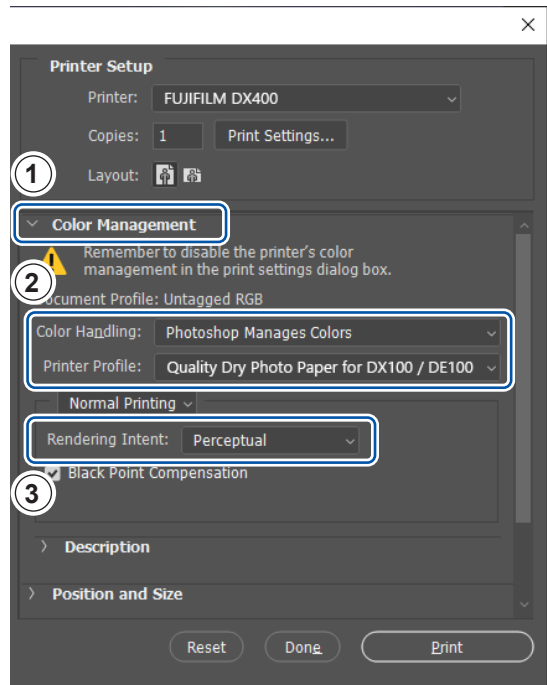 Printer Setup
Printer: FUJIFILM DX400
Copies: 1 Print Settings...
1
Layout:
Color Management
Remember to disable the printer's color
management in the print settings dialog box.
2
ocument Profile: Untagged RGB
Color Handling: Photoshop Manages Colors
Printer Profile: Quality Dry Photo Paper for DX100 / DE100
Normal Printing
Rendering Intent: Perceptual
Black Point Compensation
3
Description
Position and Size
Reset Done Print